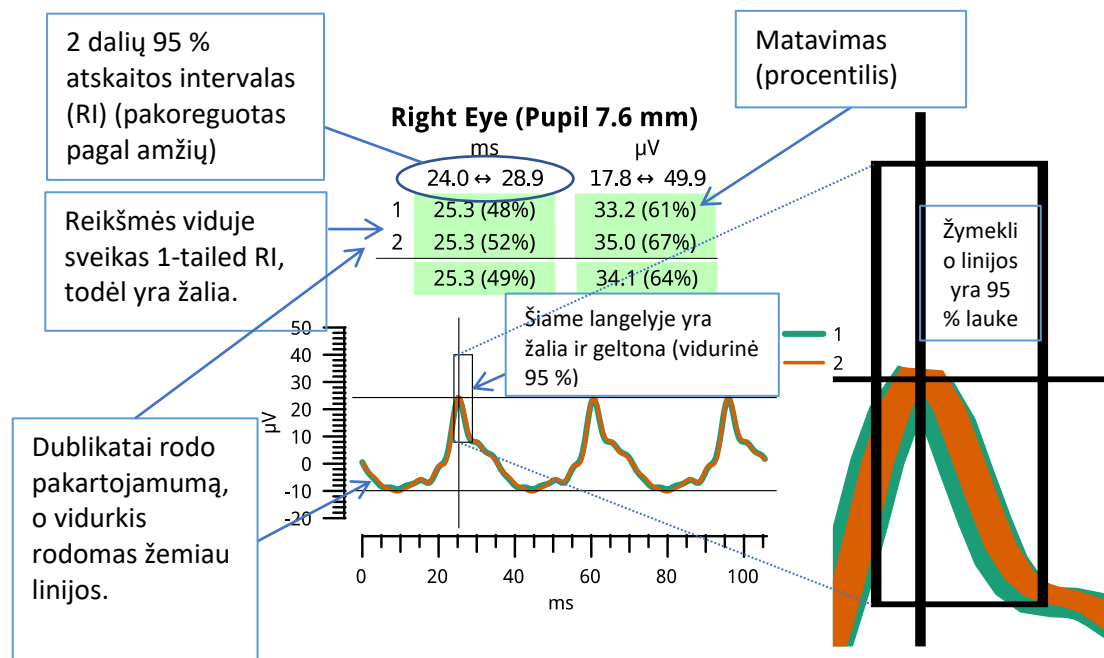 2 dalių 95 %
atskaitos intervalas
(RI) (pakoreguotas
pagal amžių)
Matavimas
(procentilis)
Right Eye (Pupil 7.6 mm)
ms µV
24.0 ↔ 28.9 17.8 ↔ 49.9
1 25.3 (48%) 33.2 (61%)
2 25.3 (52%) 35.0 (67%)
25.3 (49%) 34.1 (64%)
Reikšmės viduje
sveikas 1-tailed RI,
todėl yra žalia.
Žymekli
o linijos
yra 95
% lauke
Šiame langelyje yra
žalia ir geltona (vidurinė
95 %)
1
2
Dublikatai rodo
pakartojamumą,
o vidurkis
rodomas žemiau
linijos.
µV
50
40
30
20
10
0
-10
-20
0 20 40 60 80 100
ms